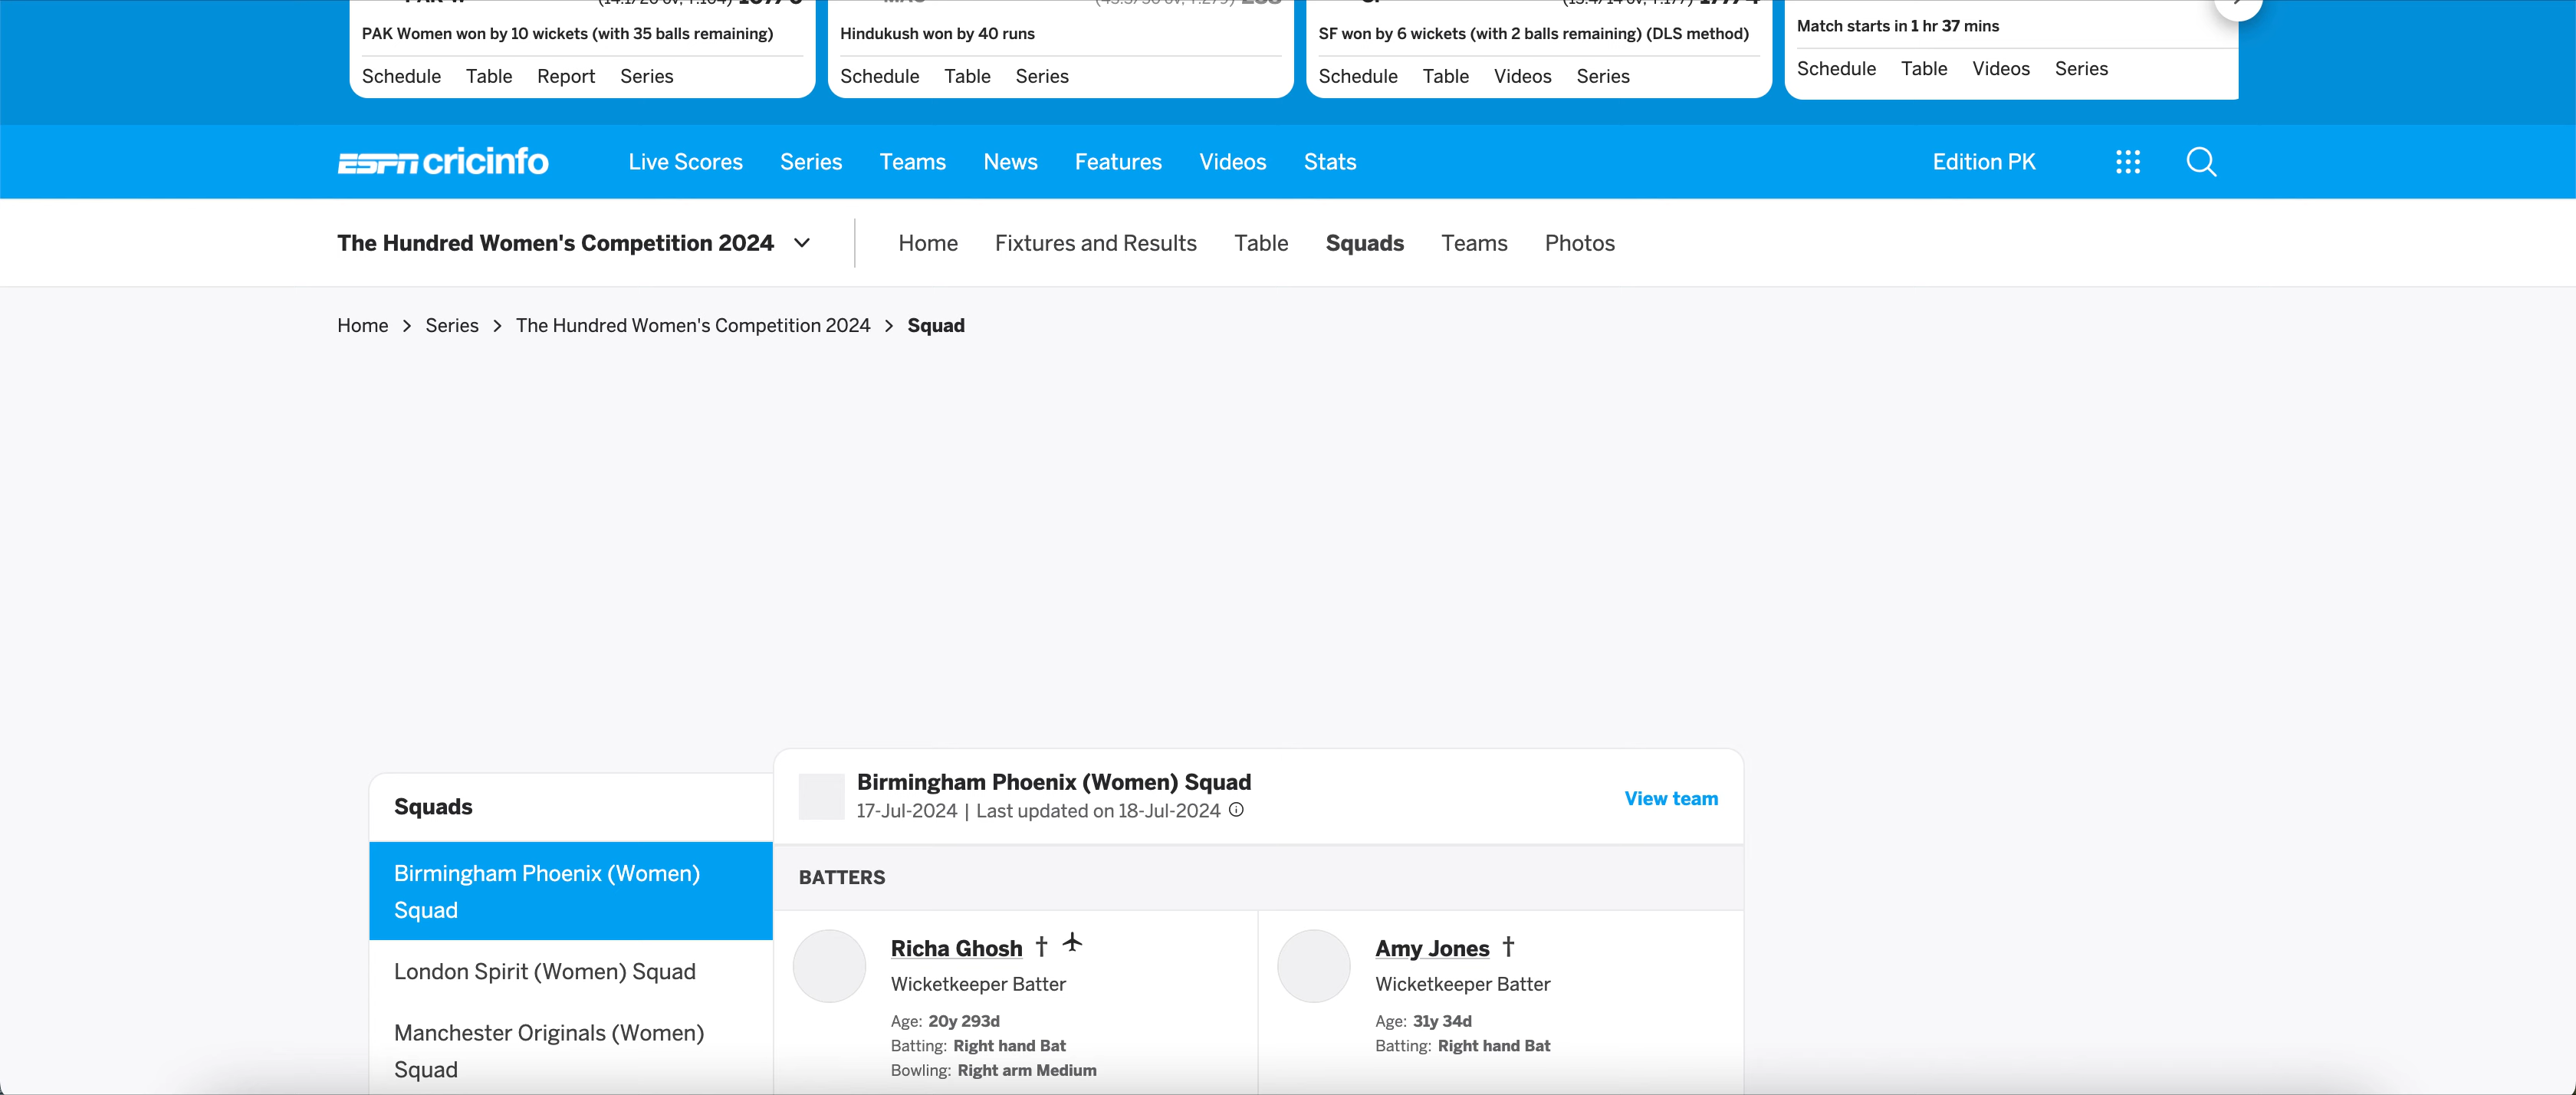 PAK Women won by 10 wickets (with 35 balls remaining)
Schedule Table Report Series
Hindukush won by 40 runs
Schedule Table Series
SF won by 6 wickets (with 2 balls remaining) (DLS method)
Schedule Table Videos Series
Match starts in 1 hr 37 mins
Schedule Table Videos Series
ESPN cricinfo Live Scores Series Teams News Features Videos Stats Edition PK
The Hundred Women's Competition 2024 Home Fixtures and Results Table Squads Teams Photos
Home > Series > The Hundred Women's Competition 2024 > Squad
Squads
Birmingham Phoenix (Women)
Squad
London Spirit (Women) Squad
Manchester Originals (Women)
Squad
Birmingham Phoenix (Women) Squad
17-Jul-2024 | Last updated on 18-Jul-2024
View team
BATTERS
Richa Ghosh †
Wicketkeeper Batter
Age: 20y 293d
Batting: Right hand Bat
Bowling: Right arm Medium
Amy Jones †
Wicketkeeper Batter
Age: 31y 34d
Batting: Right hand Bat